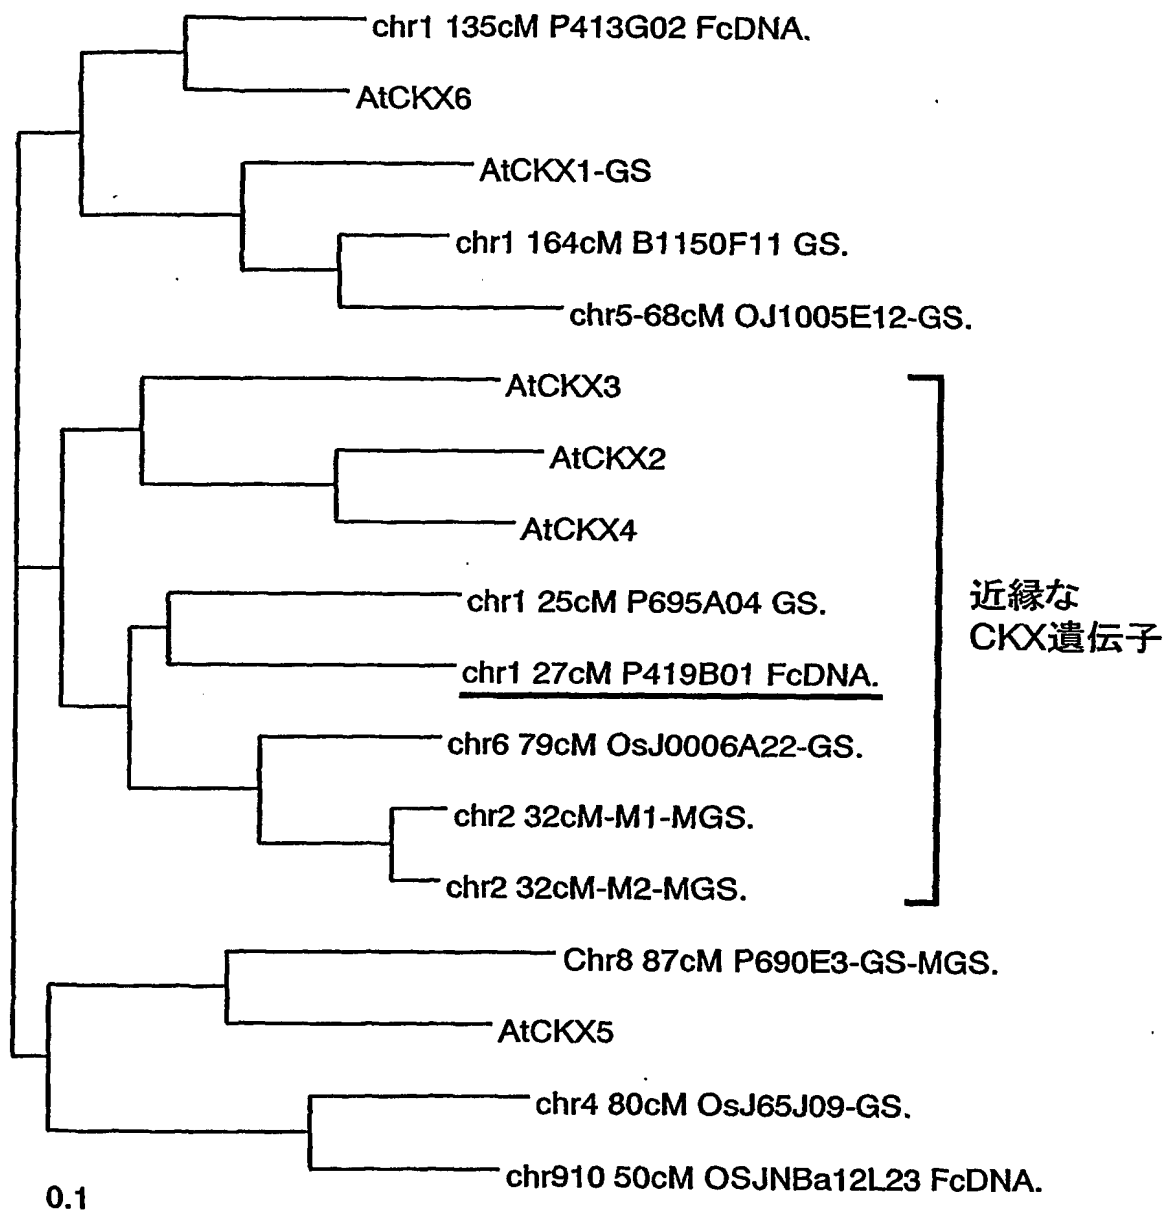 chr1 135cM P413G02 FcDNA.
AtCKX6
AtCKX1-GS
chr1 164cM B1150F11 GS.
chr5-68cM OJ1005E12-GS.
AtCKX3
AtCKX2
AtCKX4
chr1 25cM P695A04 GS.
chr1 27cM P419B01 FcDNA.
chr6 79cM OsJ0006A22-GS.
chr2 32cM-M1-MGS.
chr2 32cM-M2-MGS.
近縁な
CKX遺伝子
Chr8 87cM P690E3-GS-MGS.
AtCKX5
chr4 80cM OsJ65J09-GS.
chr910 50cM OSJNBa12L23 FcDNA.
0.1